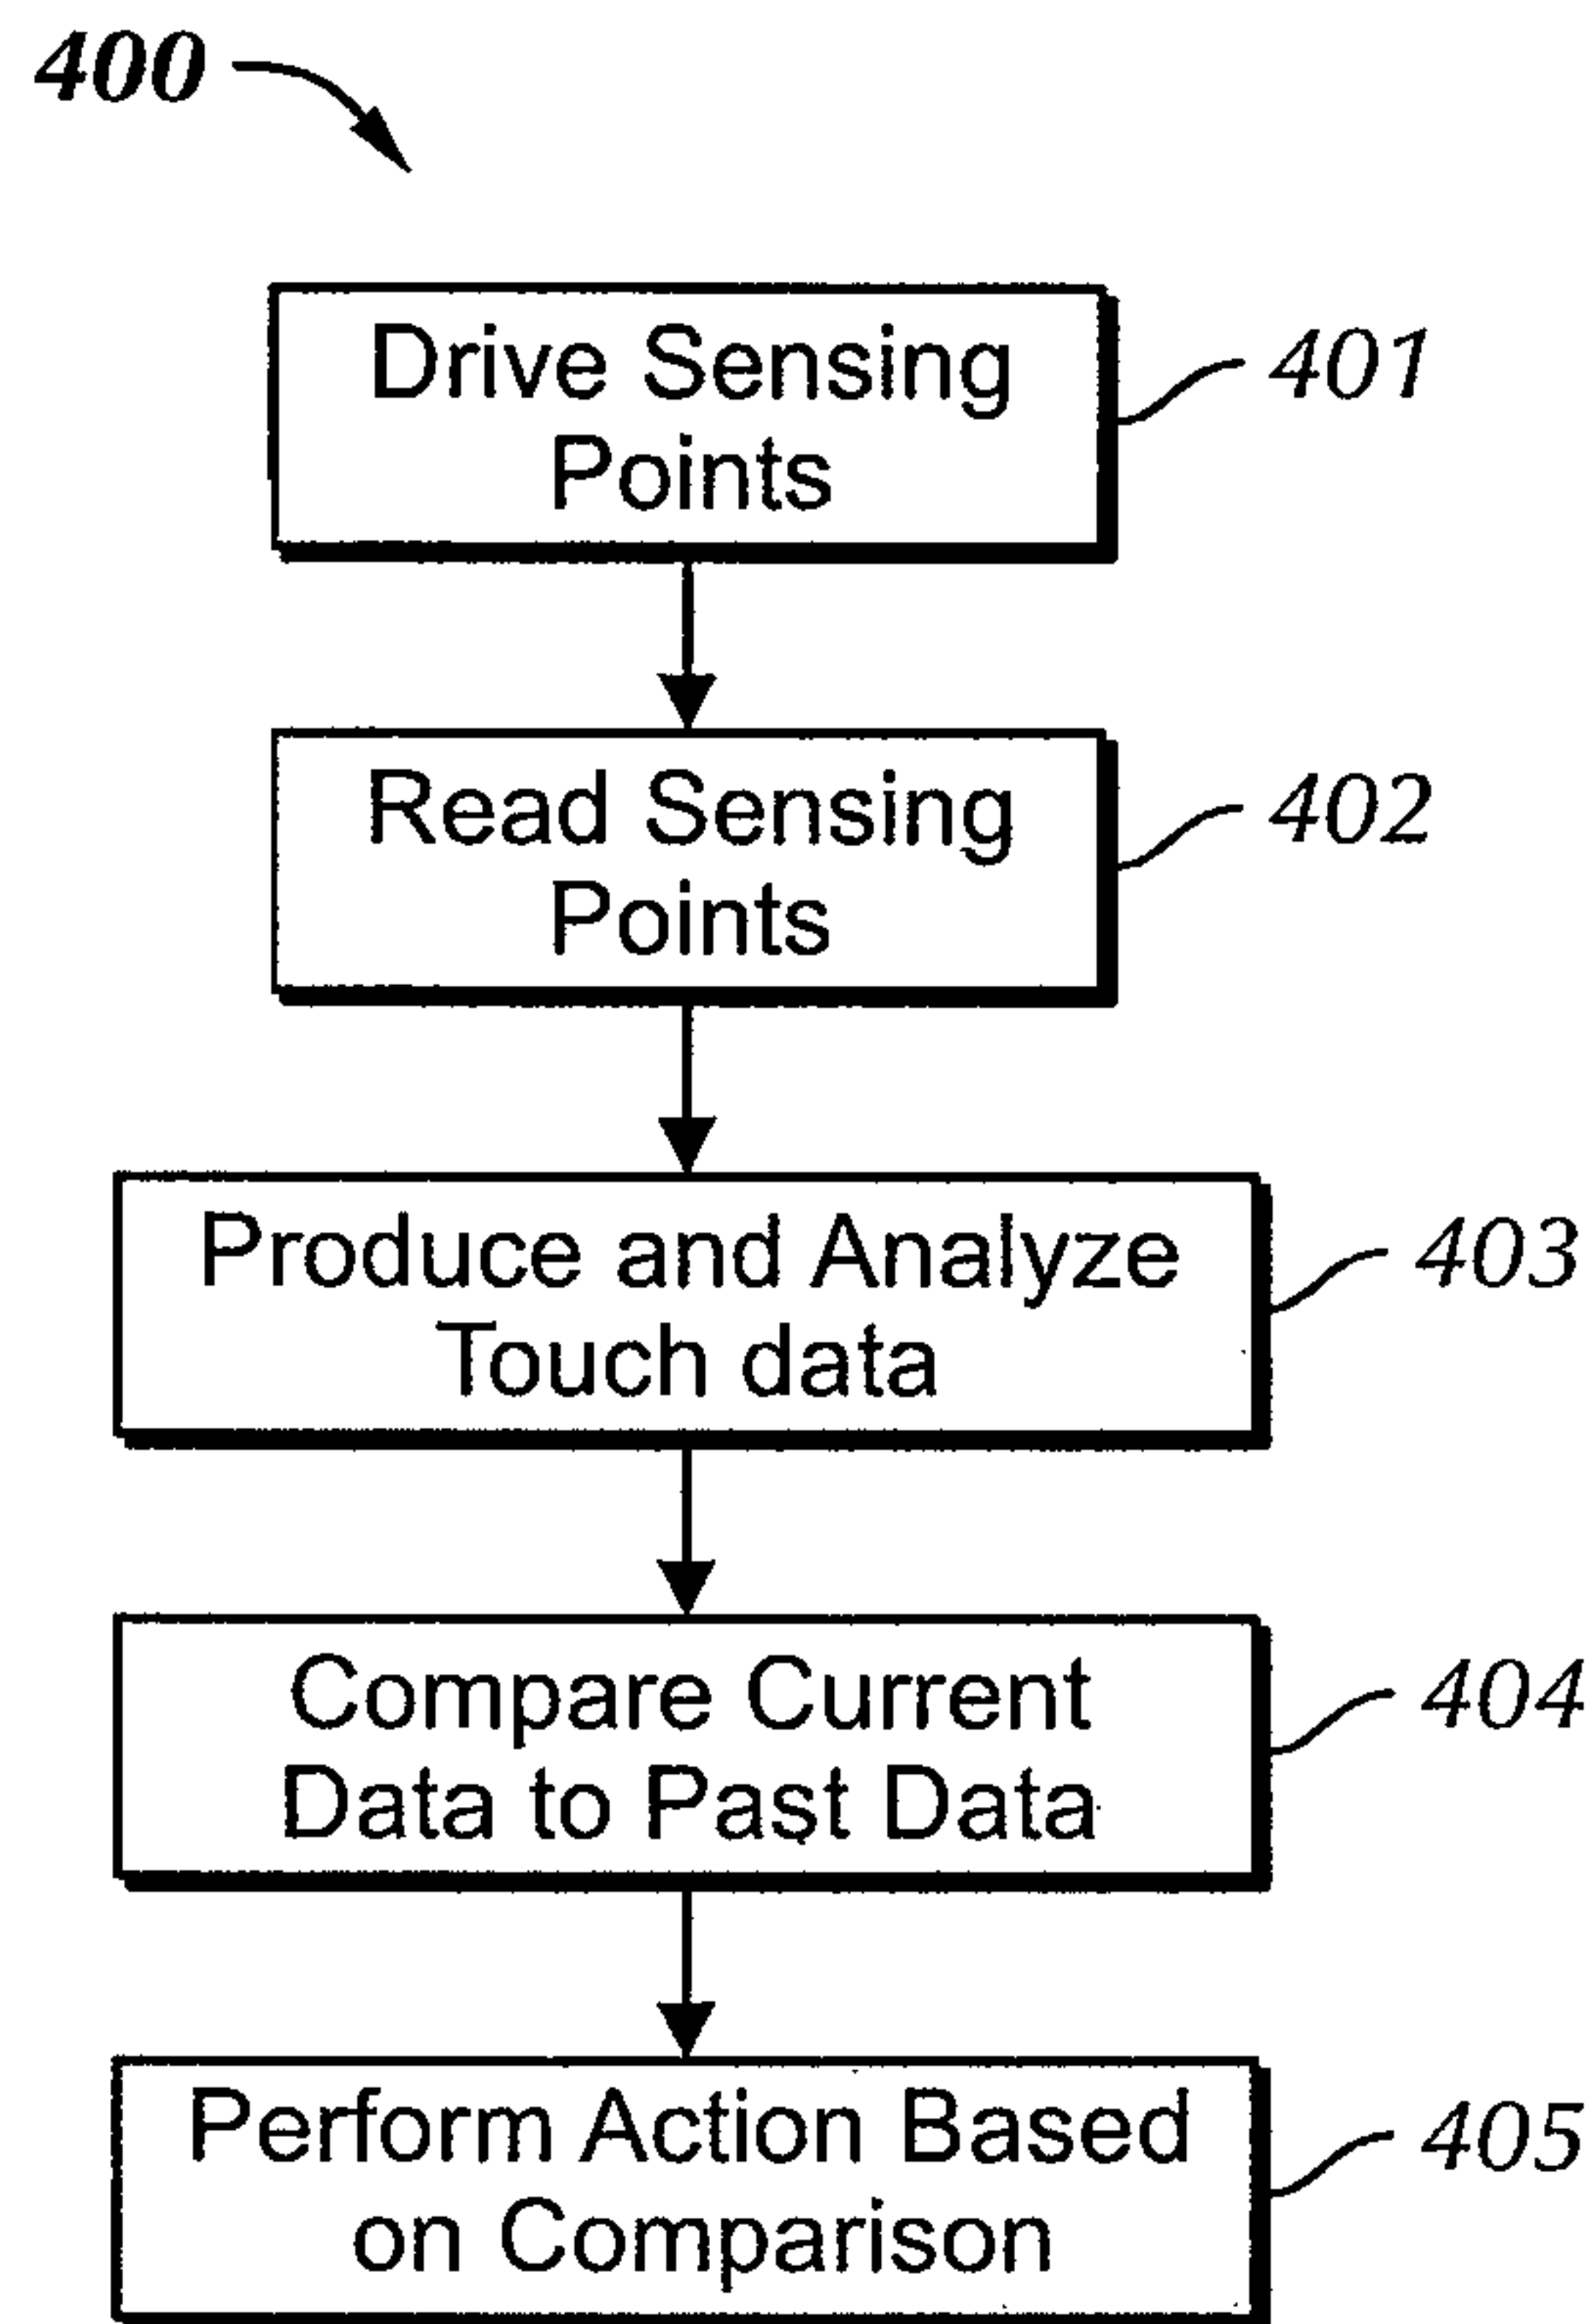 400
Drive Sensing
Points
401
Read Sensing
Points
402
Produce and Analyze
Touch data
403
Compare Current
Data to Past Data
404
Perform Action Based
on Comparison
405